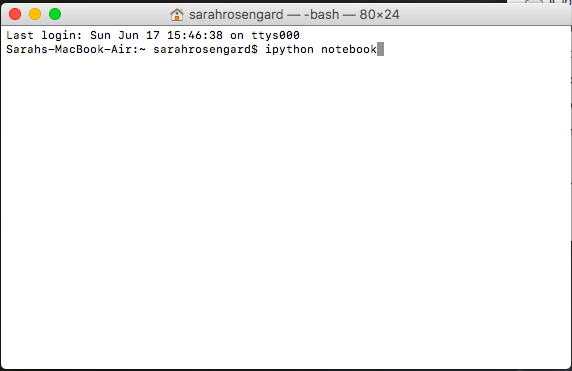 sarahrosengard — -bash — 80×24
Last login: Sun Jun 17 15:46:38 on ttys000
Sarahs-MacBook-Air:~ sarahrosengard$ ipython notebook